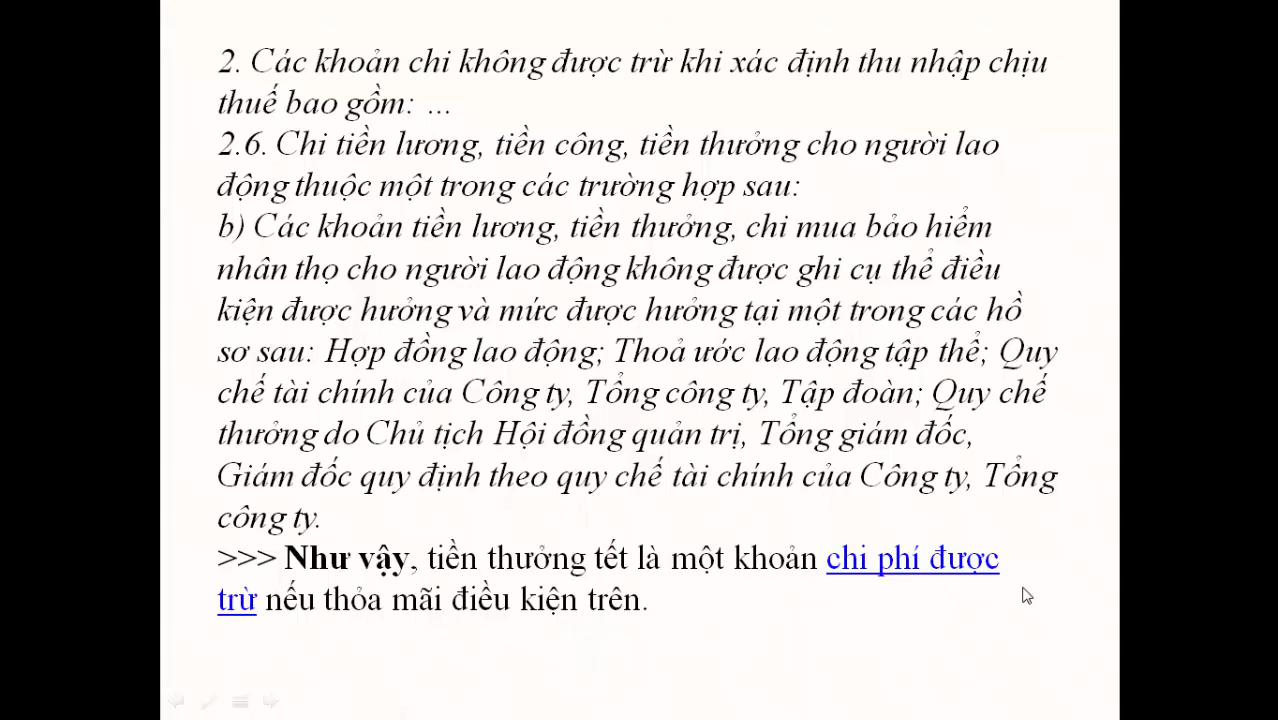 2. Các khoản chi không được trừ khi xác định thu nhập chịu
thuế bao gồm: ...
2.6. Chi tiền lương, tiền công, tiền thưởng cho người lao
động thuộc một trong các trường hợp sau:
b) Các khoản tiền lương, tiền thưởng, chi mua bảo hiểm
nhân thọ cho người lao động không được ghi cụ thể điều
kiện được hưởng và mức được hưởng tại một trong các hồ
sơ sau: Hợp đồng lao động; Thoả ước lao động tập thể; Quy
chế tài chính của Công ty, Tổng công ty, Tập đoàn; Quy chế
thưởng do Chủ tịch Hội đồng quản trị, Tổng giám đốc,
Giám đốc quy định theo quy chế tài chính của Công ty, Tổng
công ty.
>>> Như vậy, tiền thưởng tết là một khoản chi phí được
trừ nếu thỏa mãi điều kiện trên.